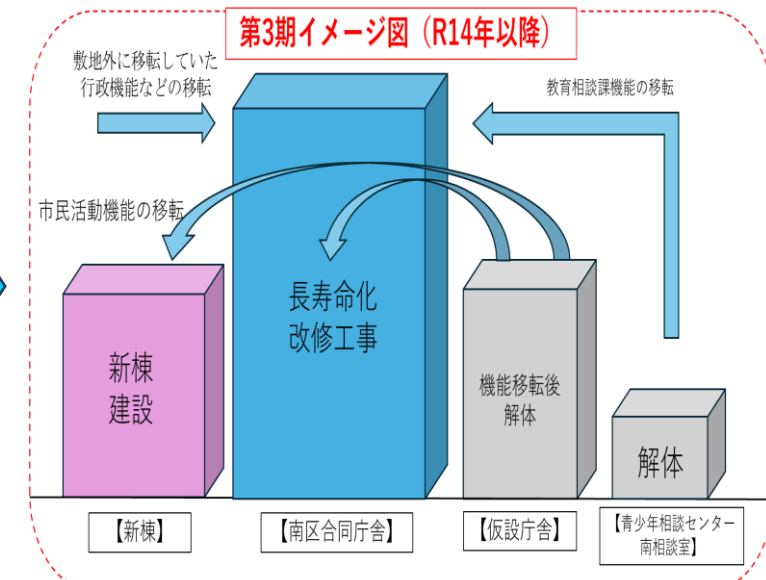 第3期イメージ図（R14年以降）
敷地外に移転していた
行政機能などの移転
教育相談課機能の移転
市民活動機能の移転
新棟
建設
長寿命化
改修工事
機能移転後
解体
解体
【新棟】
【南区合同庁舎】
【仮設庁舎】
【青少年相談センター
南相談室】